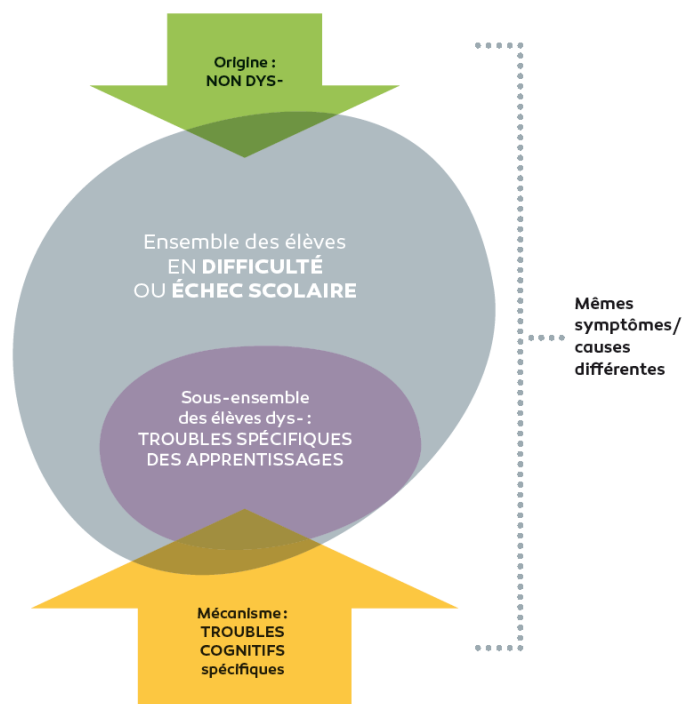 Origine :
NON DYS-
Ensemble des élèves
EN DIFFICULTÉ
OU ÉCHEC SCOLAIRE
Mêmes
symptômes/
causes
différentes
Sous-ensemble
des élèves dys- :
TROUBLES SPÉCIFIQUES
DES APPRENTISSAGES
Mécanisme :
TROUBLES
COGNITIFS
spécifiques